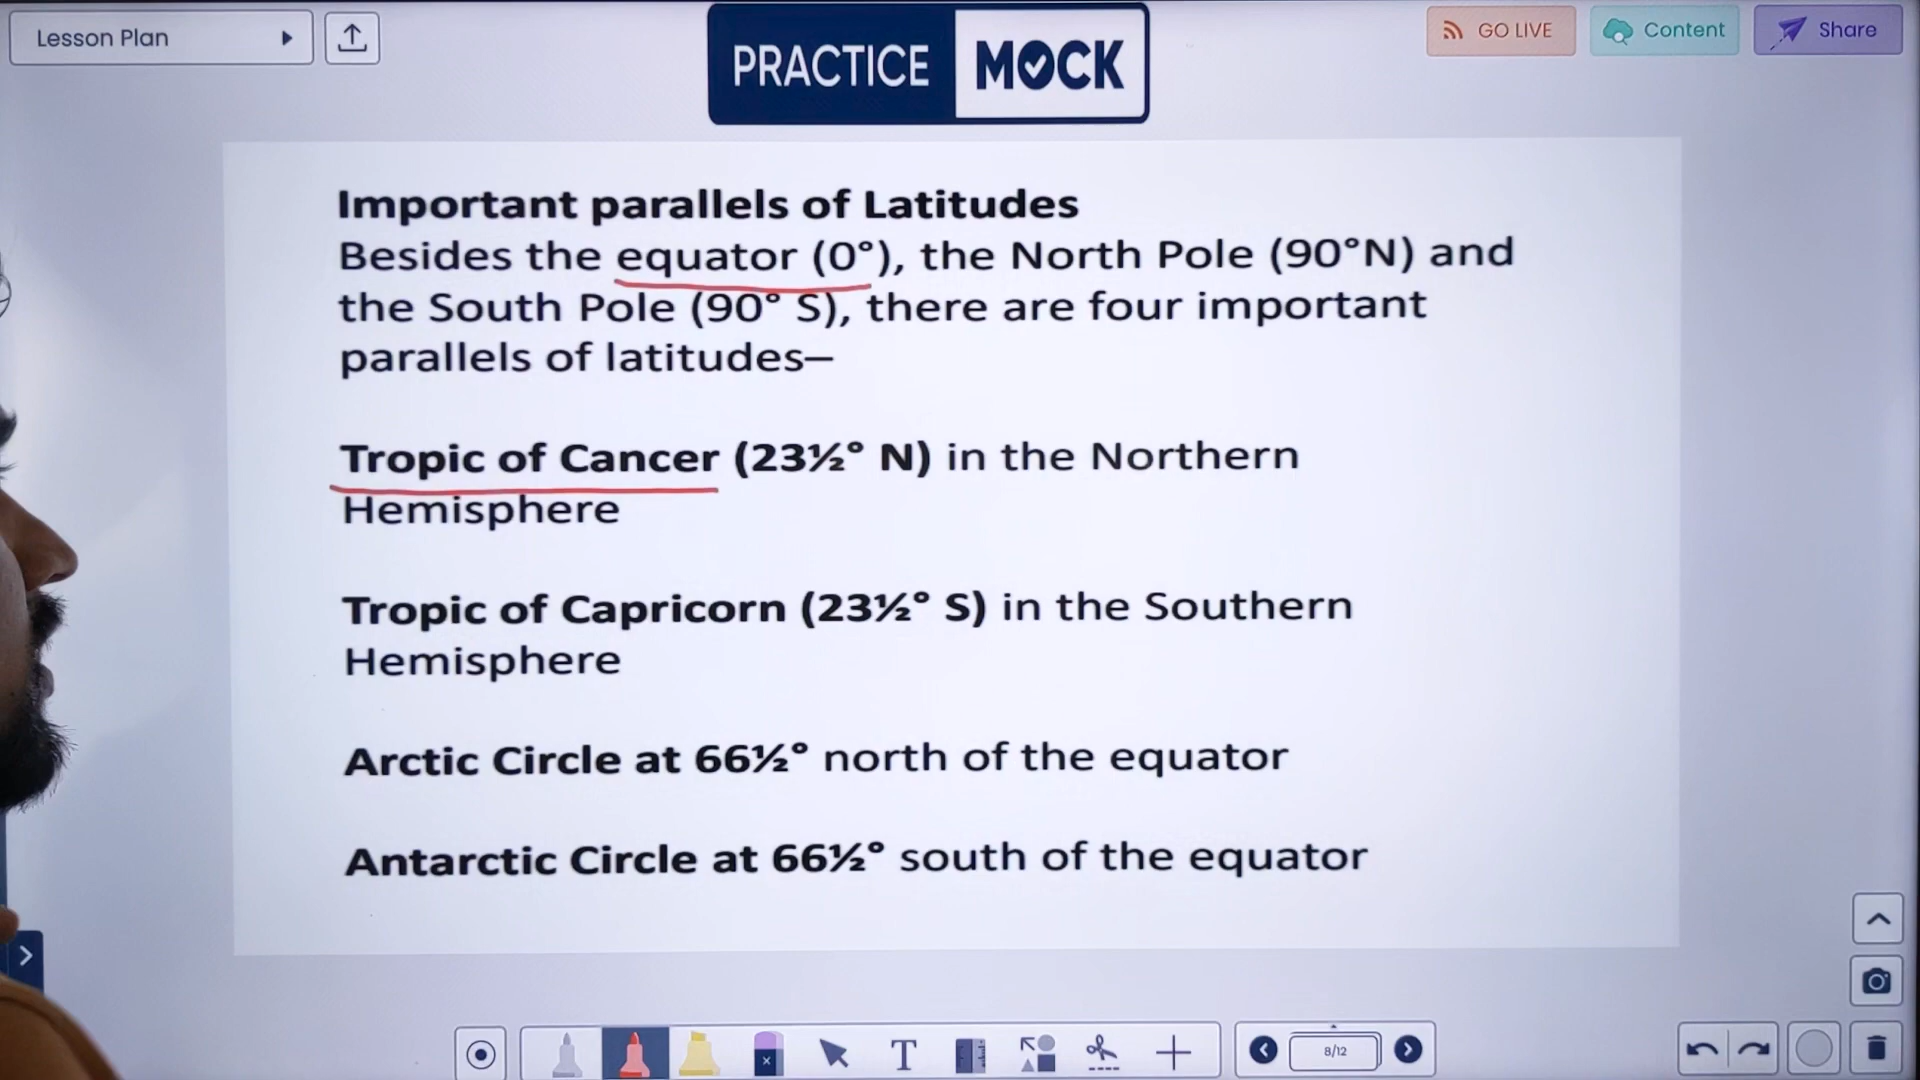 Lesson Plan
PRACTICE MOCK
GO LIVE
Content
Share
Important parallels of Latitudes
Besides the equator (0°), the North Pole (90°N) and
the South Pole (90° S), there are four important
parallels of latitudes—
Tropic of Cancer (23½° N) in the Northern
Hemisphere
Tropic of Capricorn (23½° S) in the Southern
Hemisphere
Arctic Circle at 66½° north of the equator
Antarctic Circle at 66½° south of the equator
T
8/12